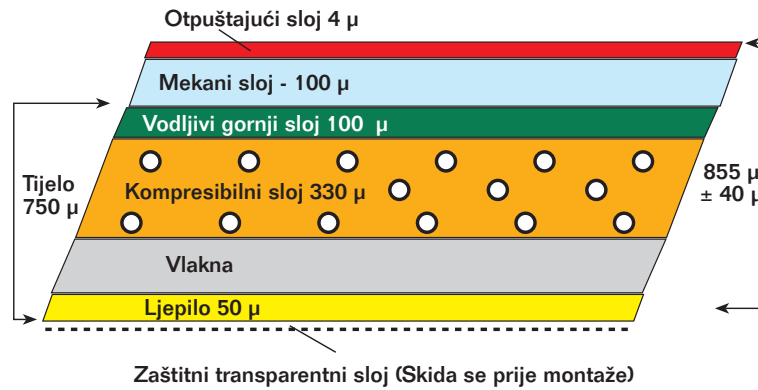 Otpuštajući sloj 4 µ
Mekani sloj - 100 µ
Vodljivi gornji sloj 100 µ
Tijelo
750 µ
Kompresibilni sloj 330 µ
855 µ
± 40 µ
Vlakna
Ljepilo 50 µ
Zaštitni transparentni sloj (Skida se prije montaže)